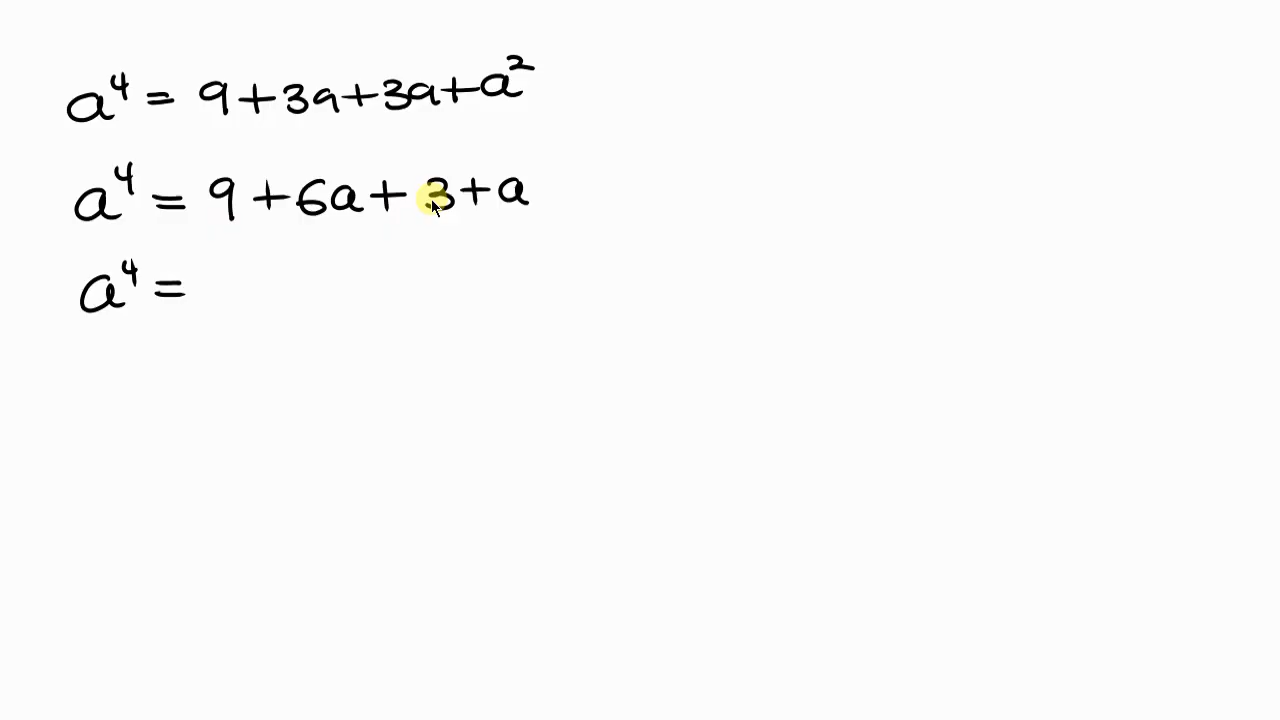 a⁴ = 9+3a+3a+a²
a⁴ = 9+6a+3+a
a⁴ =